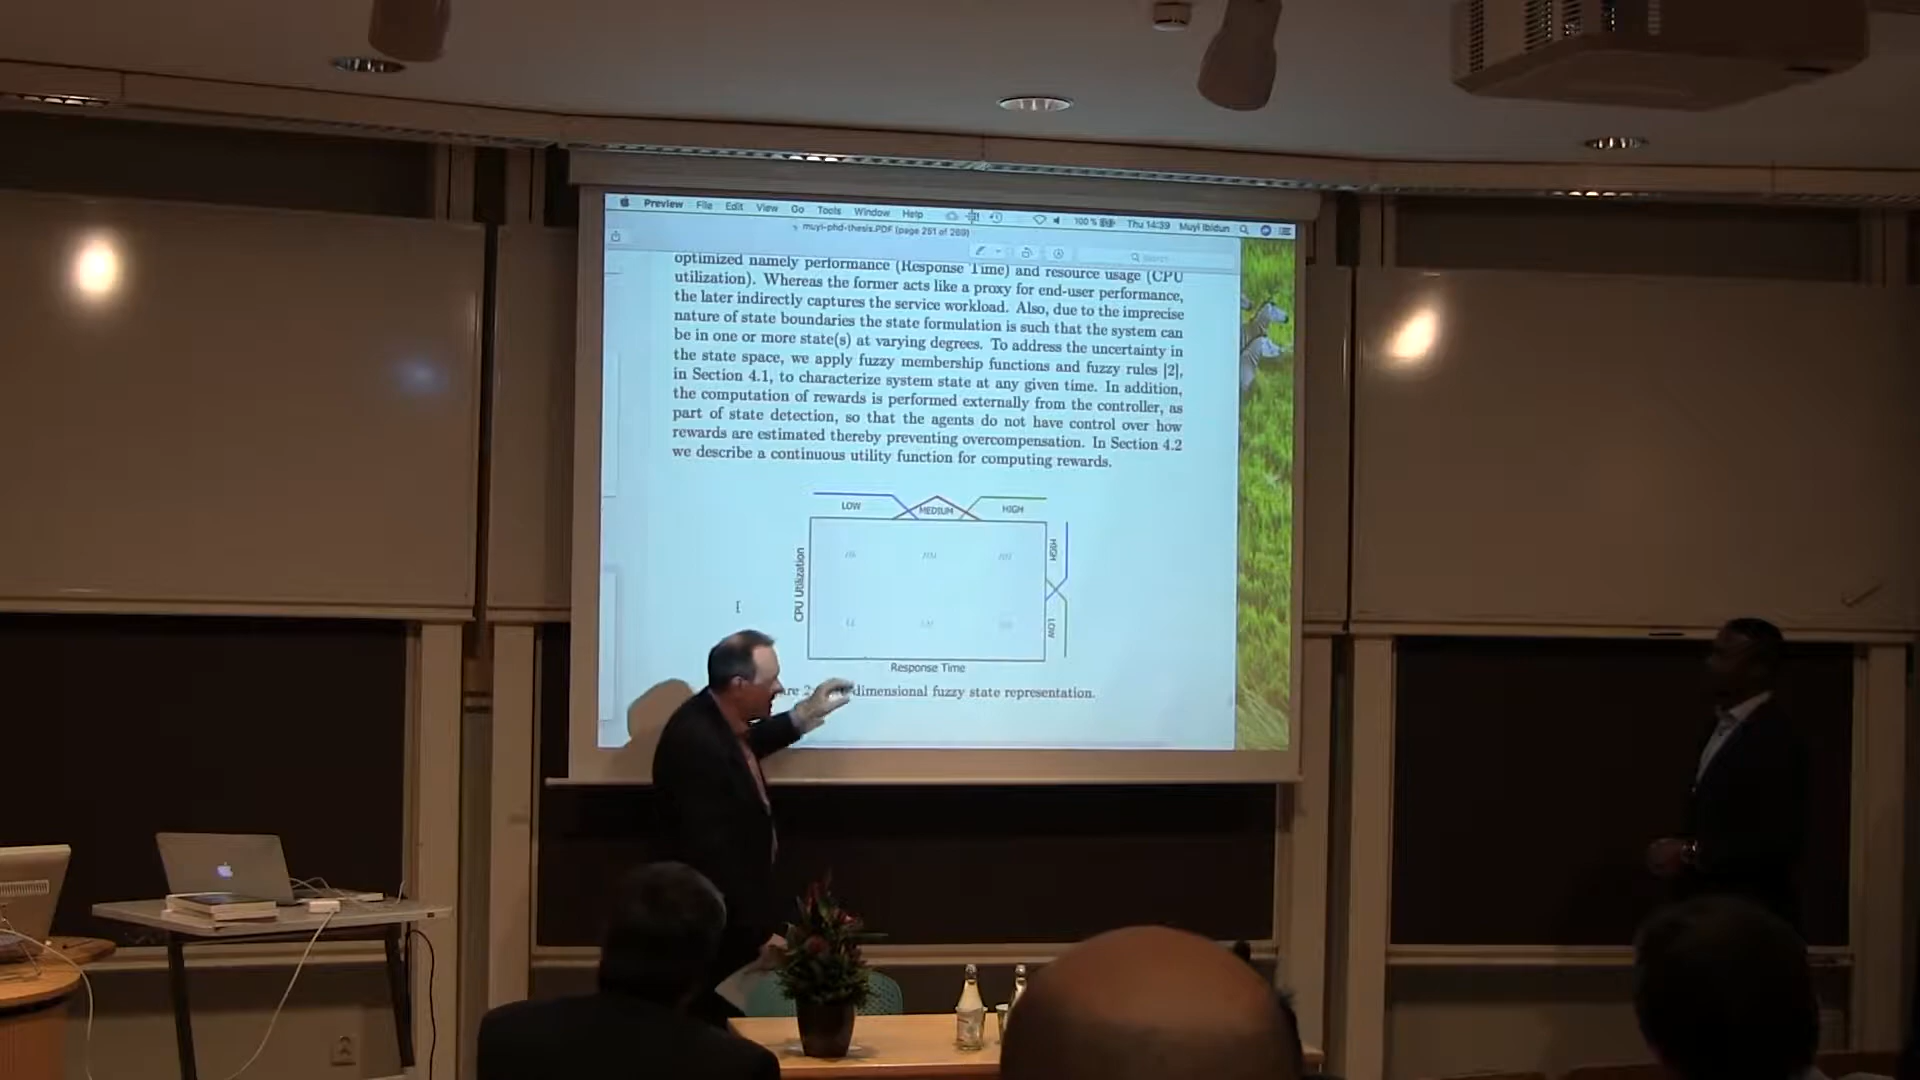 Preview File Edit View Go Tools Window Help 100% Thu 14:39 Muyi Ibidun
muyi-phd-thesis.PDF (page 251 of 269)
Search
optimized namely performance (Response Time) and resource usage (CPU
utilization). Whereas the former acts like a proxy for end-user performance,
the later indirectly captures the service workload. Also, due to the imprecise
nature of state boundaries the state formulation is such that the system can
be in one or more state(s) at varying degrees. To address the uncertainty in
the state space, we apply fuzzy membership functions and fuzzy rules [2],
in Section 4.1, to characterize system state at any given time. In addition,
the computation of rewards is performed externally from the controller, as
part of state detection, so that the agents do not have control over how
rewards are estimated thereby preventing overcompensation. In Section 4.2
we describe a continuous utility function for computing rewards.
LOW MEDIUM HIGH
HIGH
CPU Utilization
LOW
Response Time
dimensional fuzzy state representation.